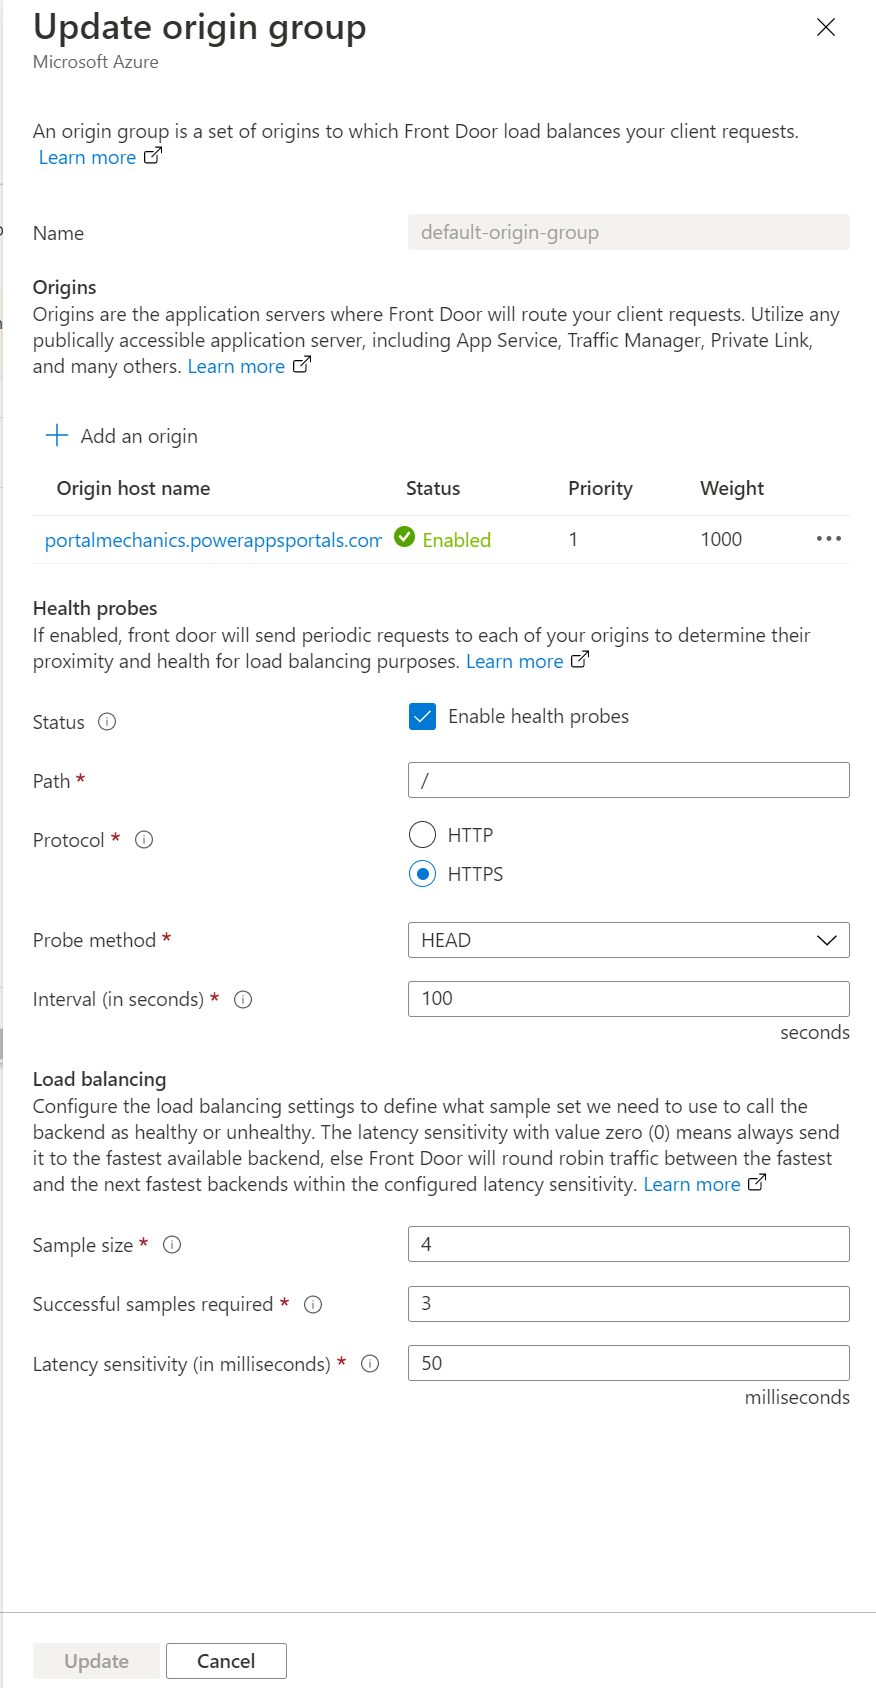 Update origin group
Microsoft Azure
An origin group is a set of origins to which Front Door load balances your client requests.
Learn more
Name
default-origin-group
Origins
Origins are the application servers where Front Door will route your client requests. Utilize any
publically accessible application server, including App Service, Traffic Manager, Private Link,
and many others. Learn more
Add an origin
Origin host name Status Priority Weight
portalmechanics.powerappsportals.com Enabled 1 1000
Health probes
If enabled, front door will send periodic requests to each of your origins to determine their
proximity and health for load balancing purposes. Learn more
Status
Enable health probes
Path *
/
Protocol *
HTTP
HTTPS
Probe method *
HEAD
Interval (in seconds) *
100
seconds
Load balancing
Configure the load balancing settings to define what sample set we need to use to call the
backend as healthy or unhealthy. The latency sensitivity with value zero (0) means always send
it to the fastest available backend, else Front Door will round robin traffic between the fastest
and the next fastest backends within the configured latency sensitivity. Learn more
Sample size *
4
Successful samples required *
3
Latency sensitivity (in milliseconds) *
50
milliseconds
Update
Cancel